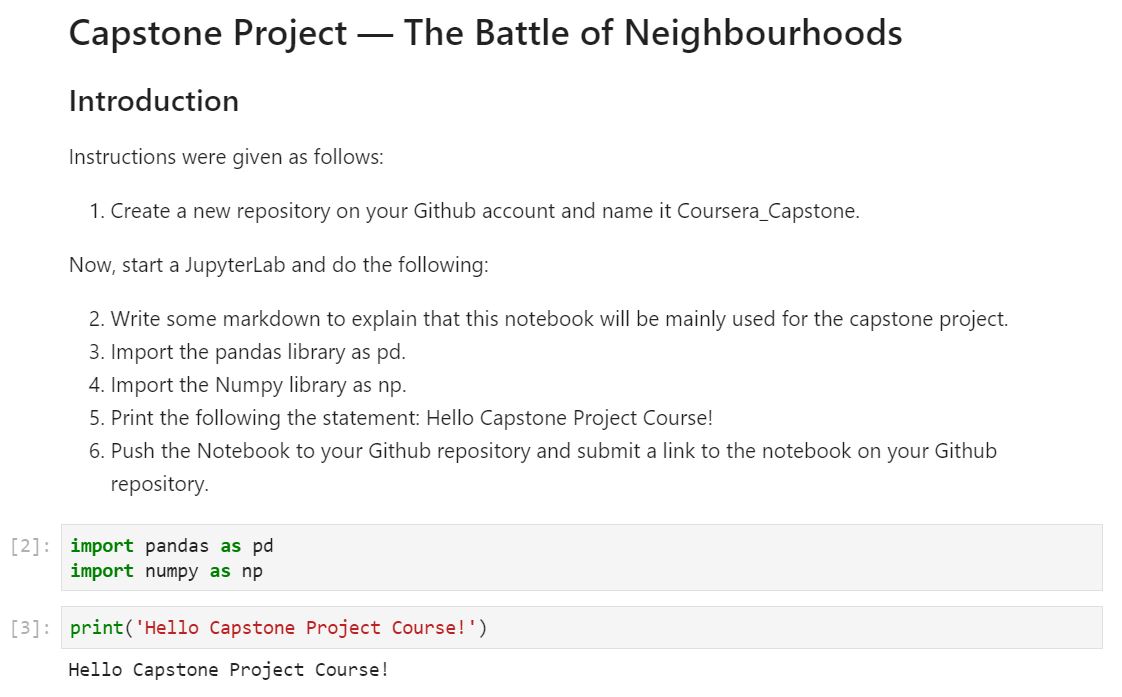 Capstone Project — The Battle of Neighbourhoods
Introduction
Instructions were given as follows:
1. Create a new repository on your Github account and name it Coursera_Capstone.
Now, start a JupyterLab and do the following:
2. Write some markdown to explain that this notebook will be mainly used for the capstone project.
3. Import the pandas library as pd.
4. Import the Numpy library as np.
5. Print the following the statement: Hello Capstone Project Course!
6. Push the Notebook to your Github repository and submit a link to the notebook on your Github
repository.
[2]: import pandas as pd
import numpy as np
[3]: print('Hello Capstone Project Course!')
Hello Capstone Project Course!